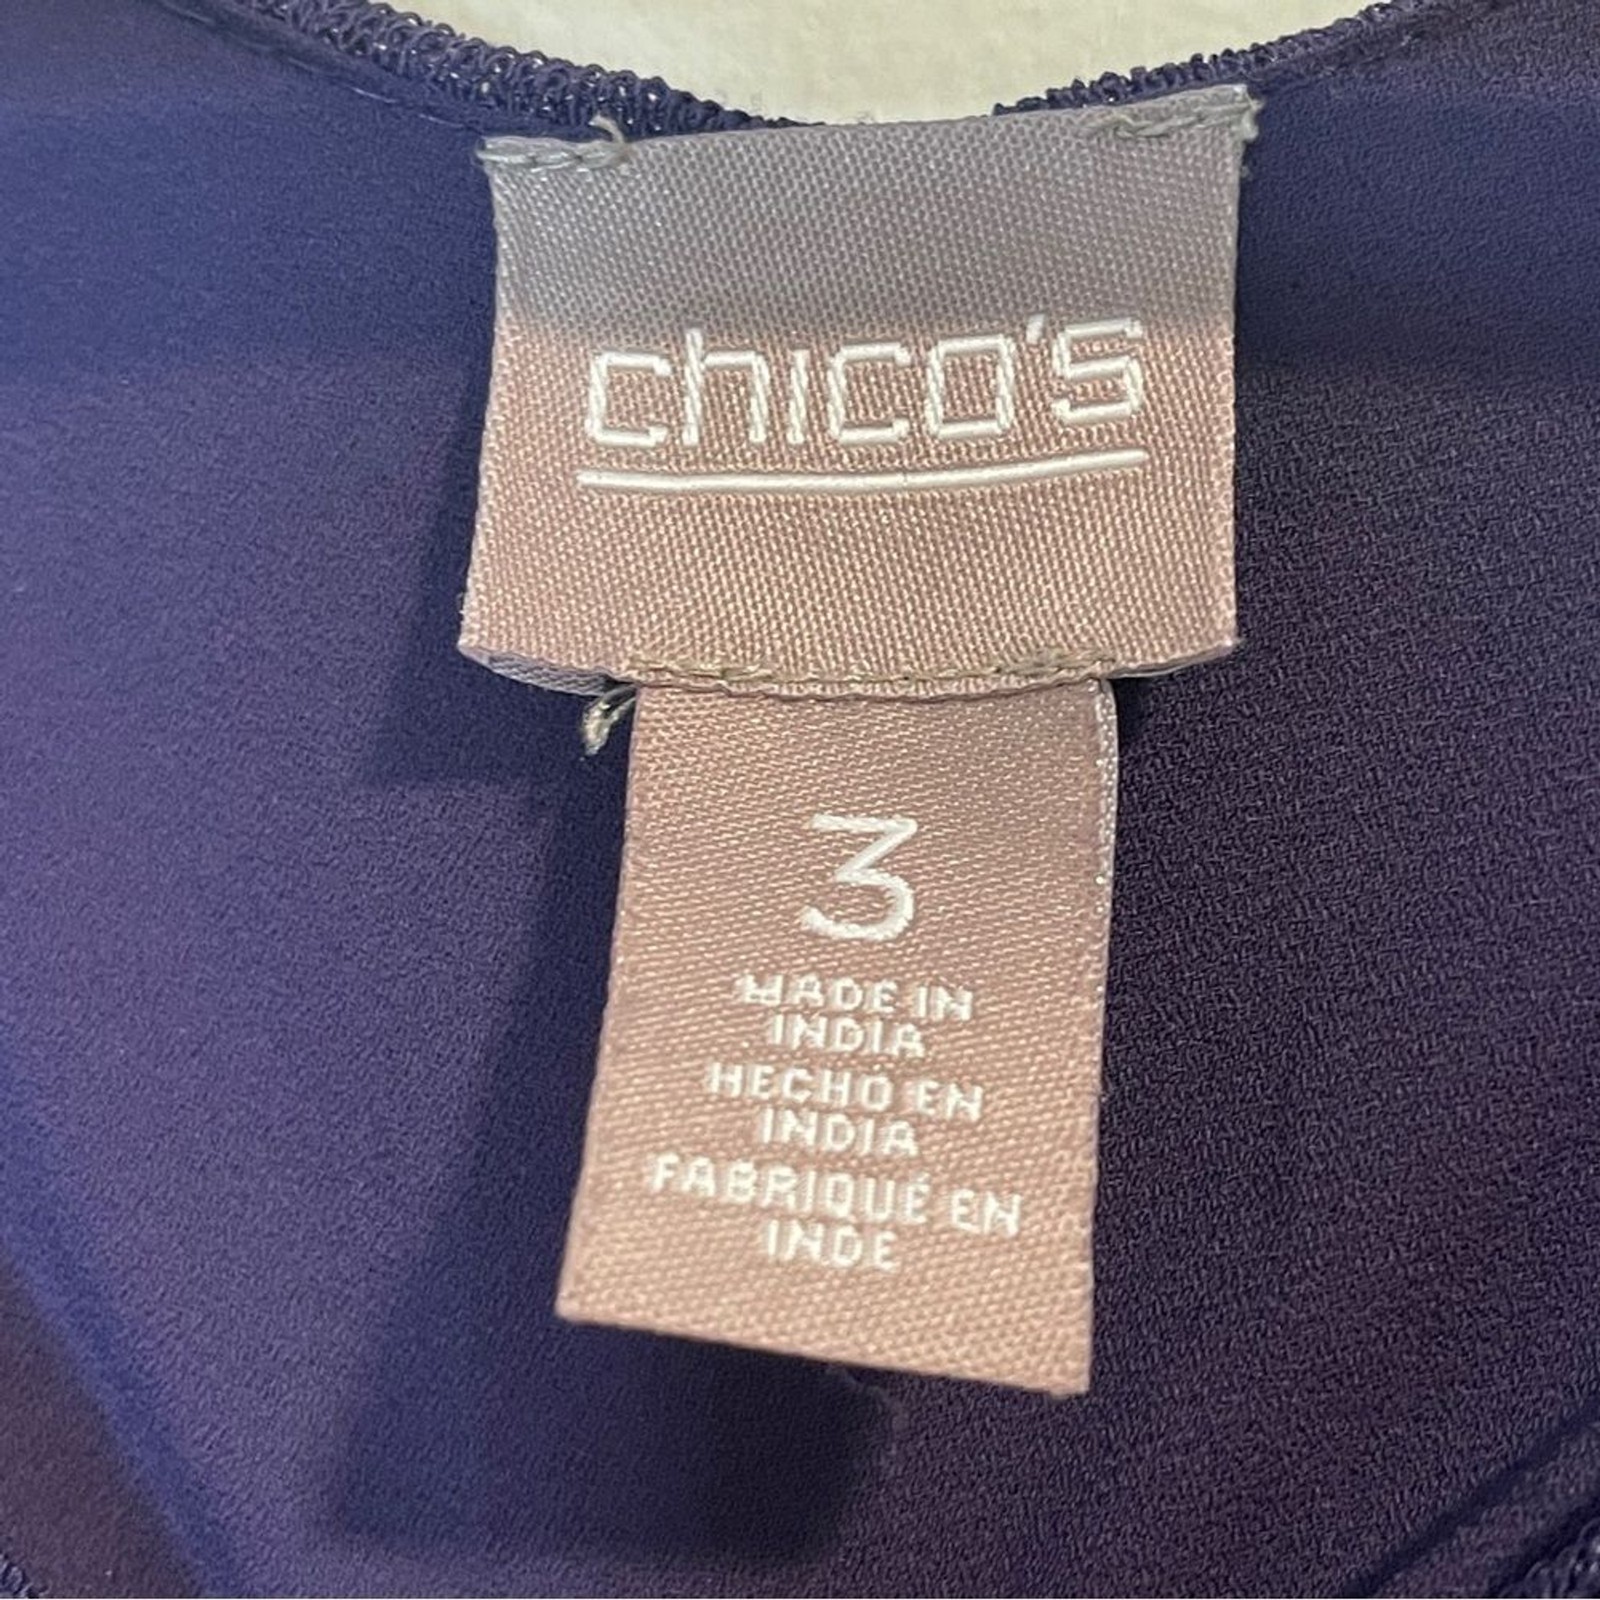 chico's
3
MADE IN
INDIA
HECHO EN
INDIA
FABRIQUÉ EN
INDE